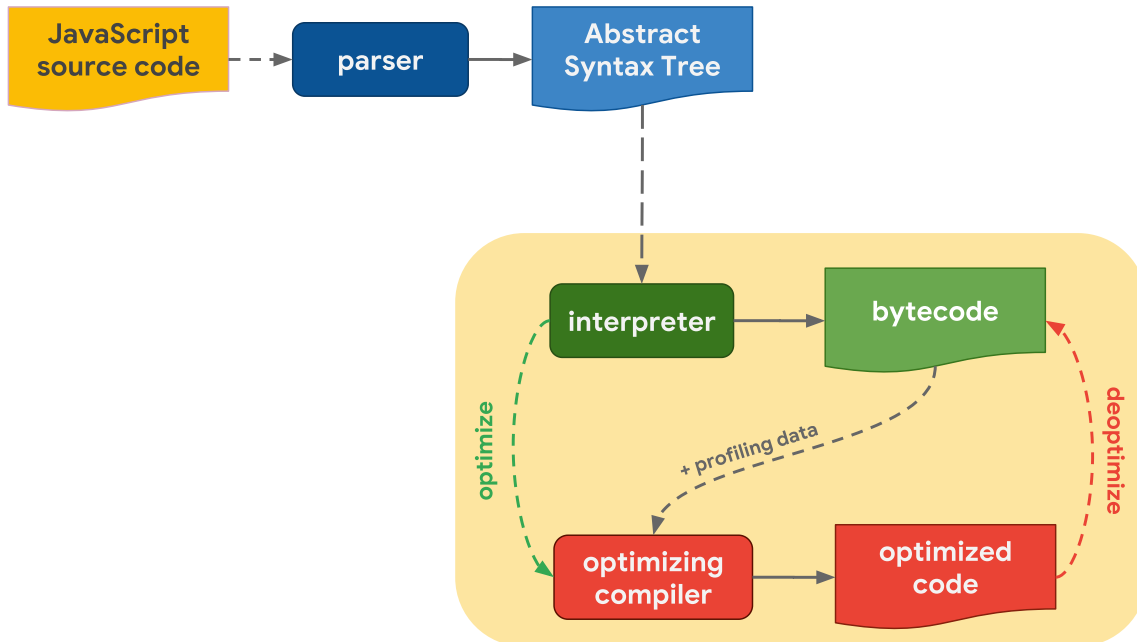 JavaScript
source code
parser
Abstract
Syntax Tree
interpreter
bytecode
optimize
+ profiling data
deoptimize
optimizing
compiler
optimized
code